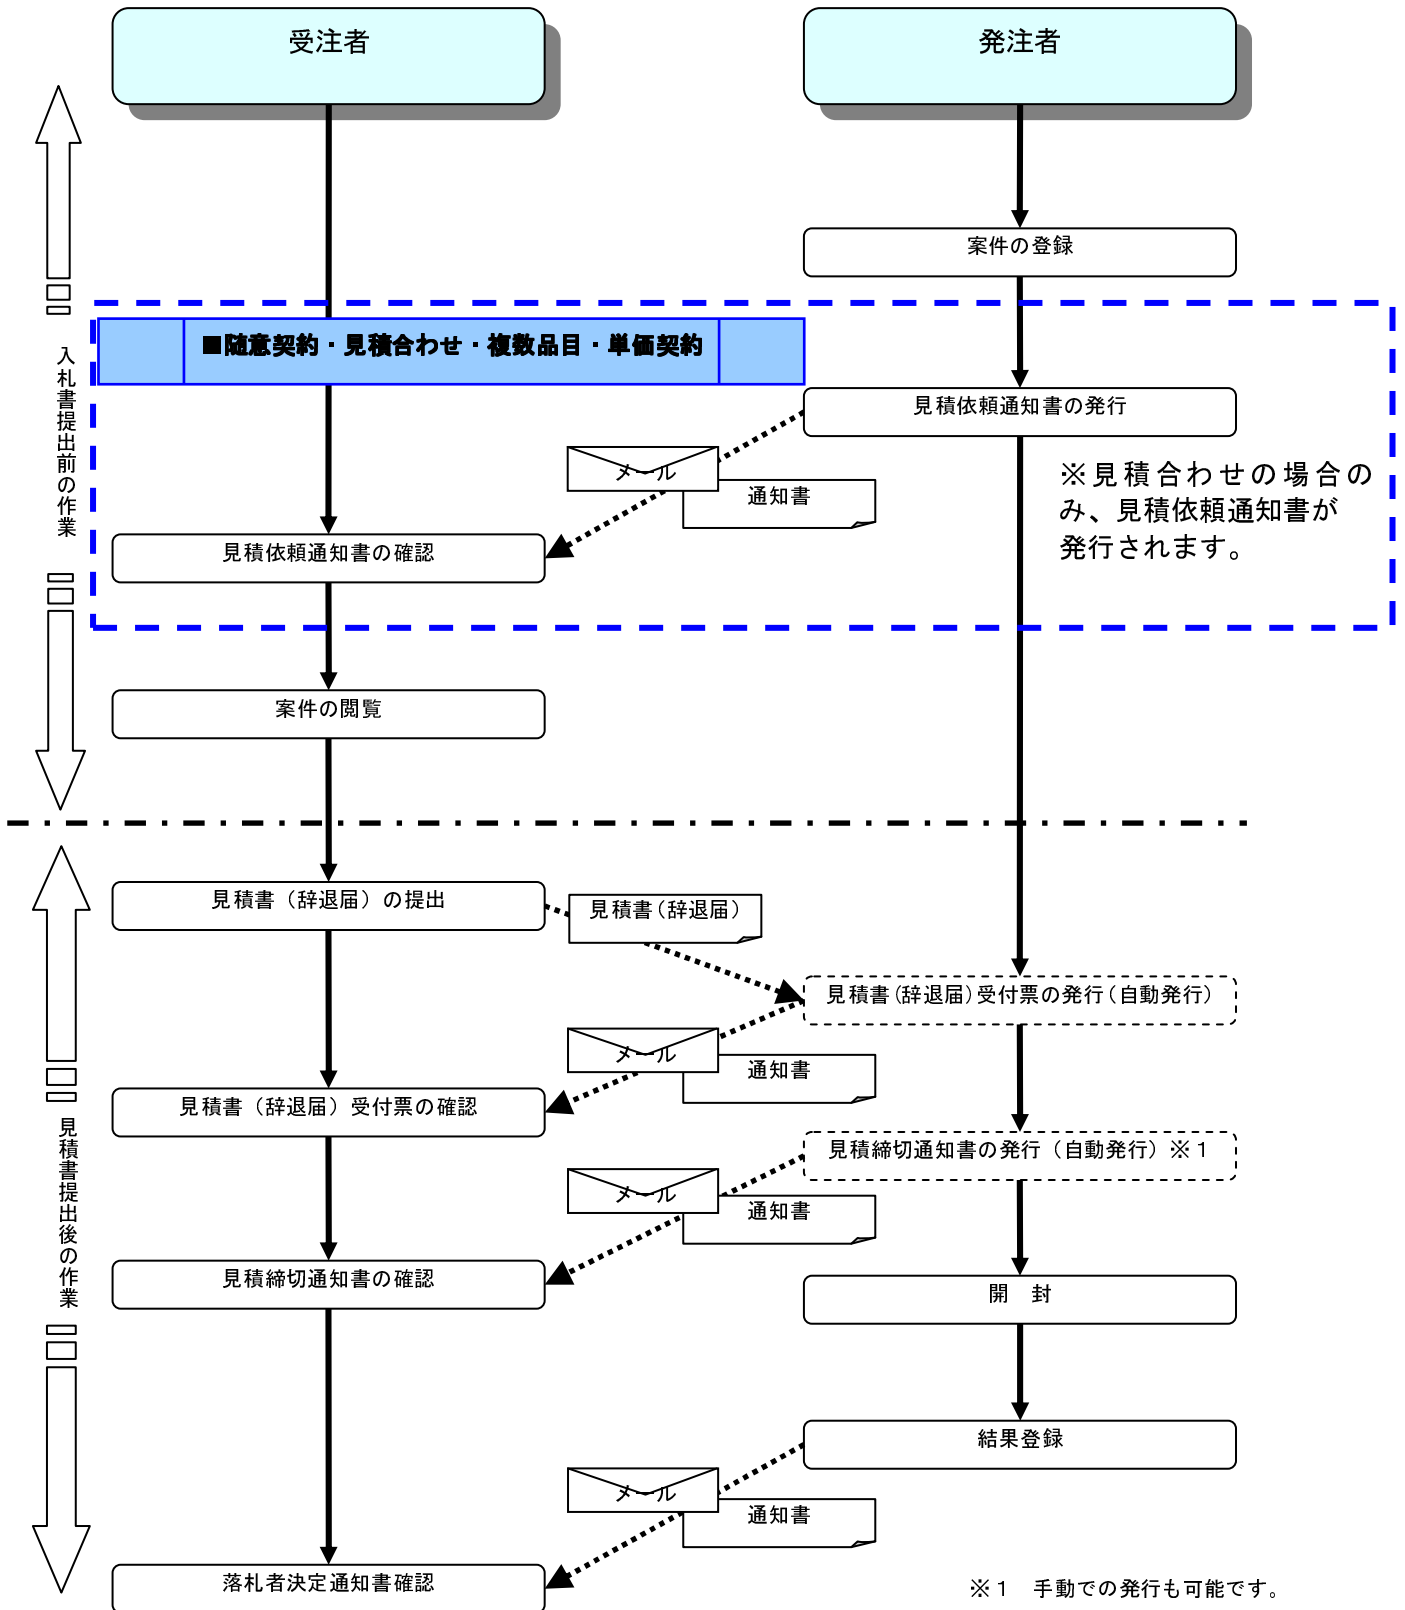 受注者
発注者
案件の登録
■随意契約・見積合わせ・複数品目・単価契約
入札書提出前の作業
見積依頼通知書の発行
メール
通知書
※見積合わせの場合の
み、見積依頼通知書が
発行されます。
見積依頼通知書の確認
案件の閲覧
見積書（辞退届）の提出
見積書（辞退届）
見積書（辞退届）受付票の発行（自動発行）
メール
通知書
見積書（辞退届）受付票の確認
見積書提出後の作業
見積締切通知書の発行（自動発行）※１
メール
通知書
見積締切通知書の確認
開　封
結果登録
メール
通知書
落札者決定通知書確認
※１　手動での発行も可能です。